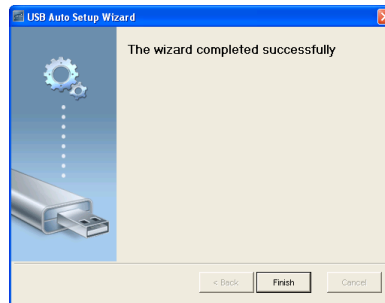 USB Auto Setup Wizard
The wizard completed successfully
< Back
Finish
Cancel